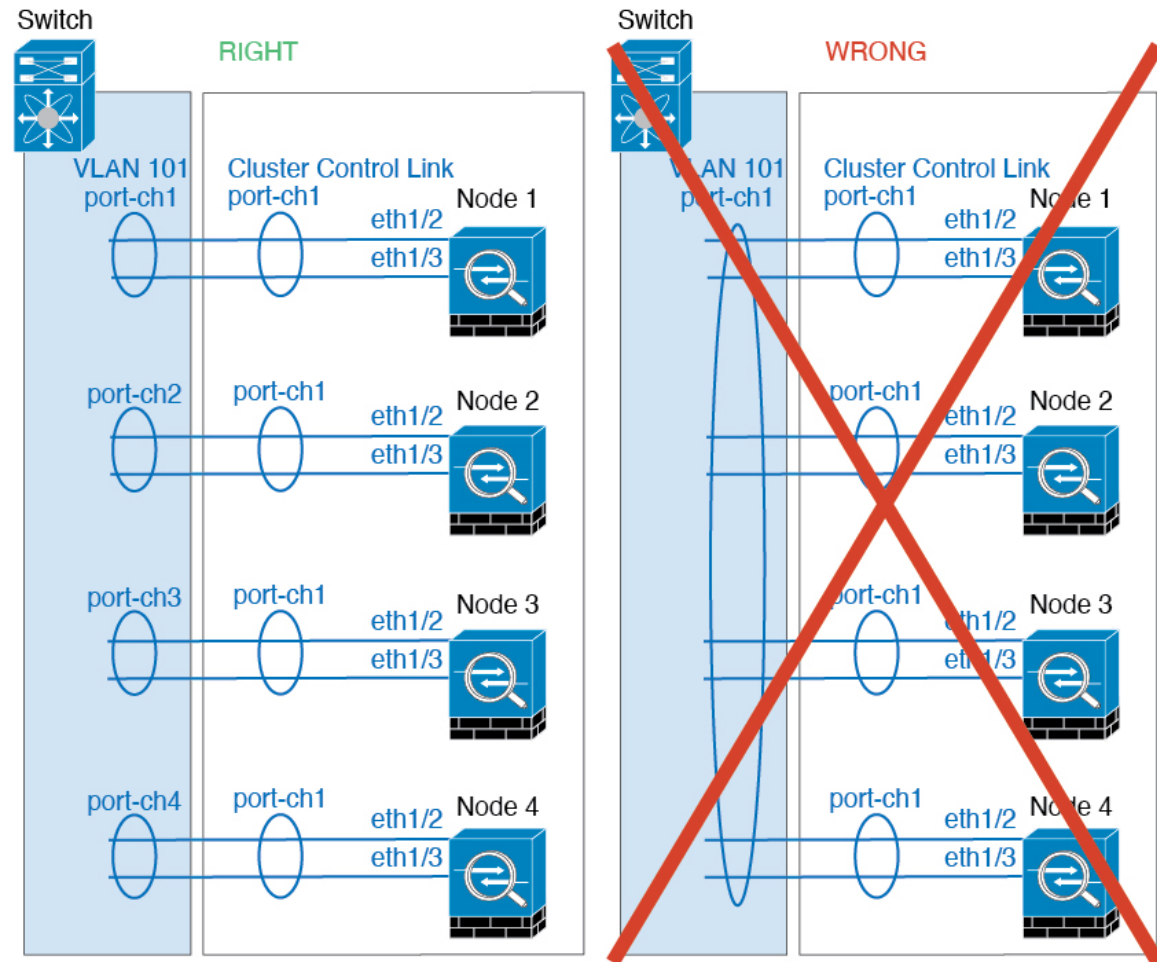 Switch
RIGHT
VLAN 101
port-ch1
Cluster Control Link
port-ch1
Node 1
eth1/2
eth1/3
port-ch2
port-ch1
Node 2
eth1/2
eth1/3
port-ch3
port-ch1
Node 3
eth1/2
eth1/3
port-ch4
port-ch1
Node 4
eth1/2
eth1/3
Switch
WRONG
VLAN 101
port-ch1
Cluster Control Link
port-ch1
Node 1
eth1/2
eth1/3
port-ch1
Node 2
eth1/2
eth1/3
port-ch1
Node 3
eth1/2
eth1/3
port-ch1
Node 4
eth1/2
eth1/3